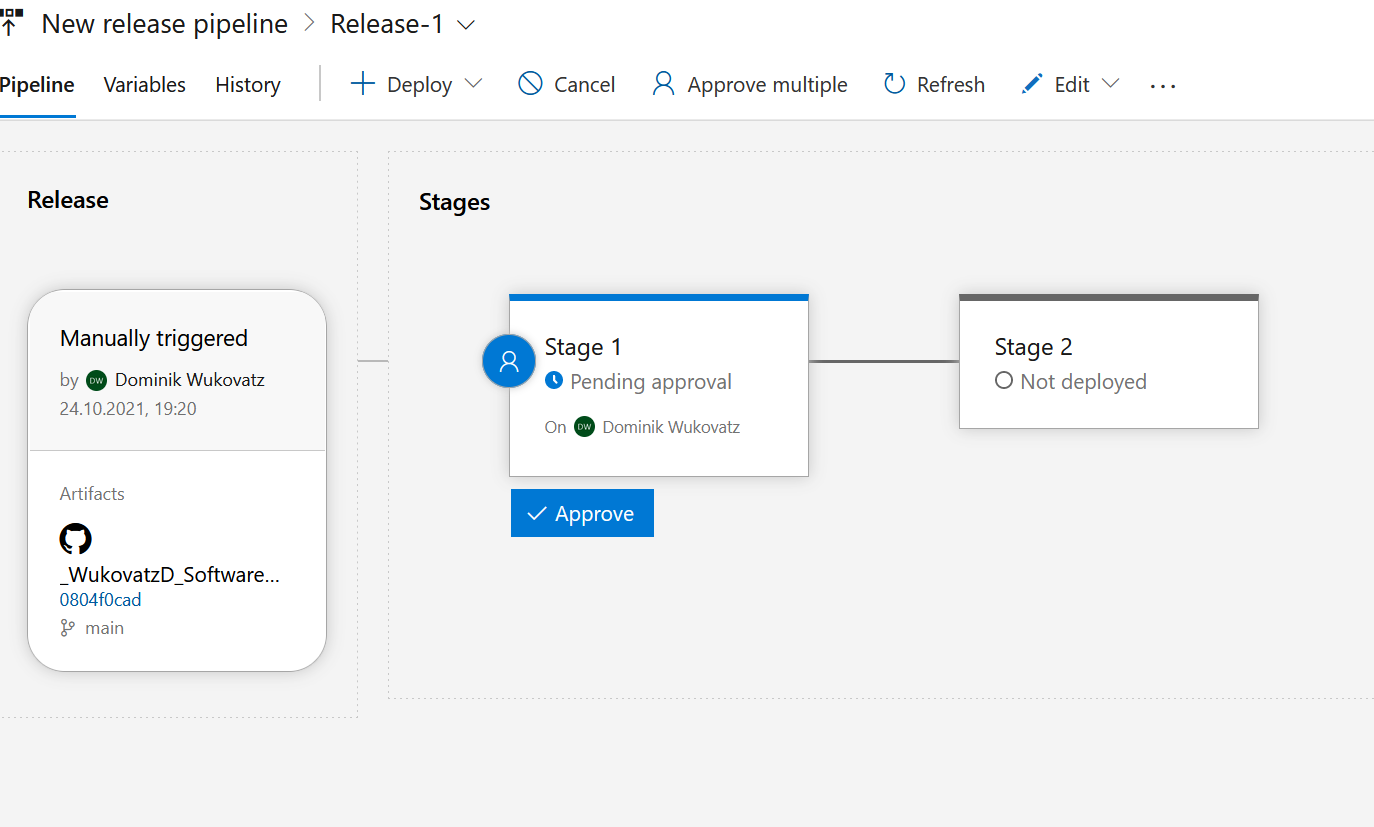 New release pipeline > Release-1
Pipeline Variables History Deploy Cancel Approve multiple Refresh Edit ...
Release
Stages
Manually triggered
by DW Dominik Wukovatz
24.10.2021, 19:20
Artifacts
_WukovatzD_Software...
0804f0cad
main
Stage 1
Pending approval
On DW Dominik Wukovatz
Approve
Stage 2
Not deployed